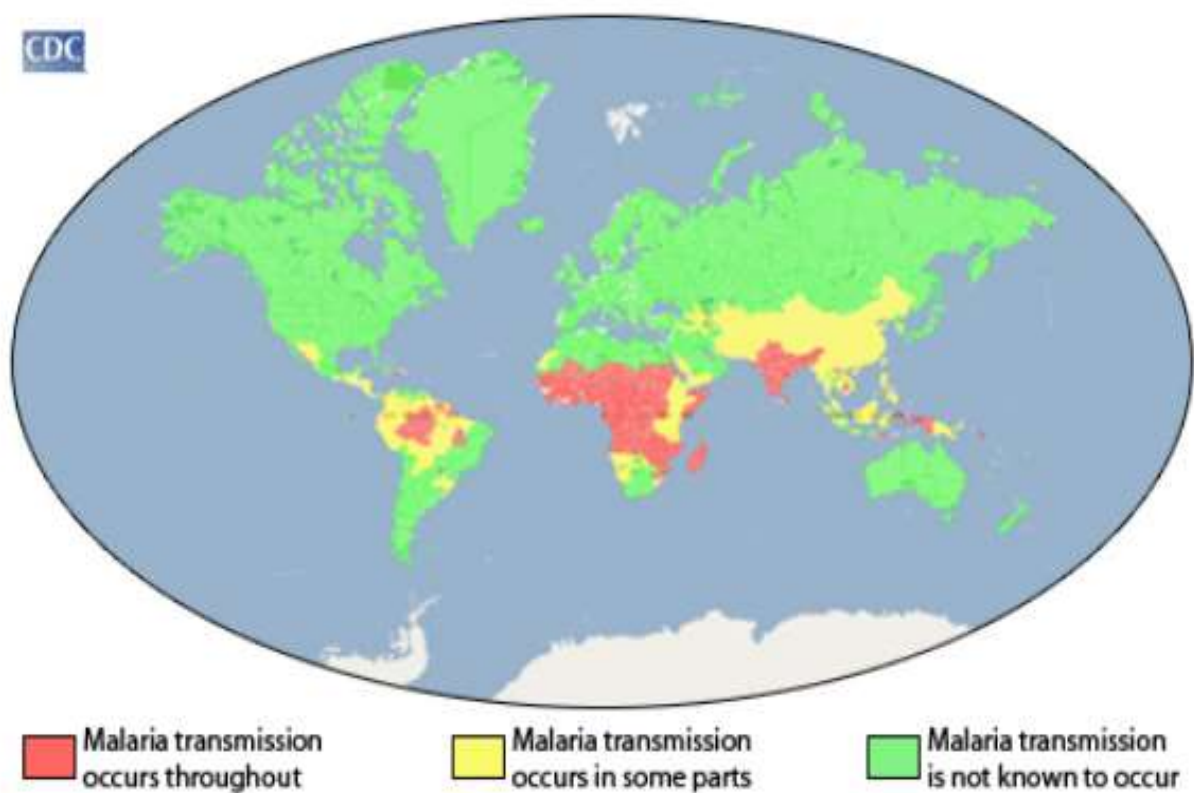 CDC
Malaria transmission
occurs throughout
Malaria transmission
occurs in some parts
Malaria transmission
is not known to occur